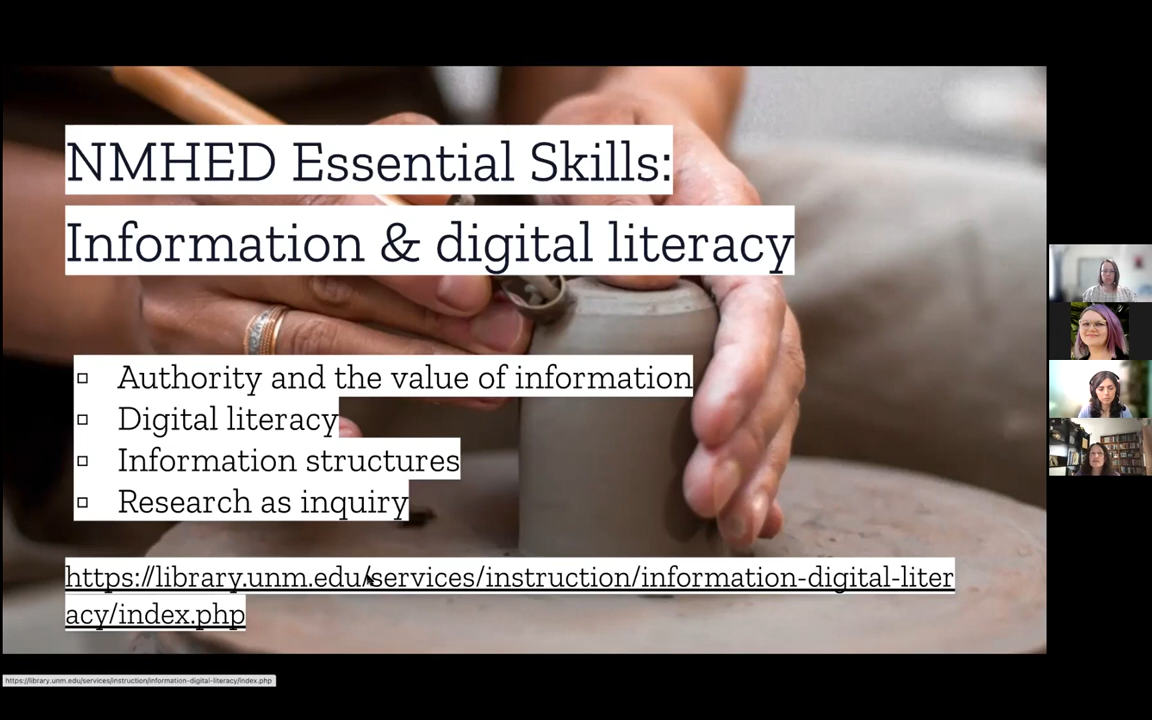 NMHED Essential Skills:
Information & digital literacy
▫ Authority and the value of information
▫ Digital literacy
▫ Information structures
▫ Research as inquiry
https://library.unm.edu/services/instruction/information-digital-liter
acy/index.php
https://library.unm.edu/services/instruction/information-digital-literacy/index.php